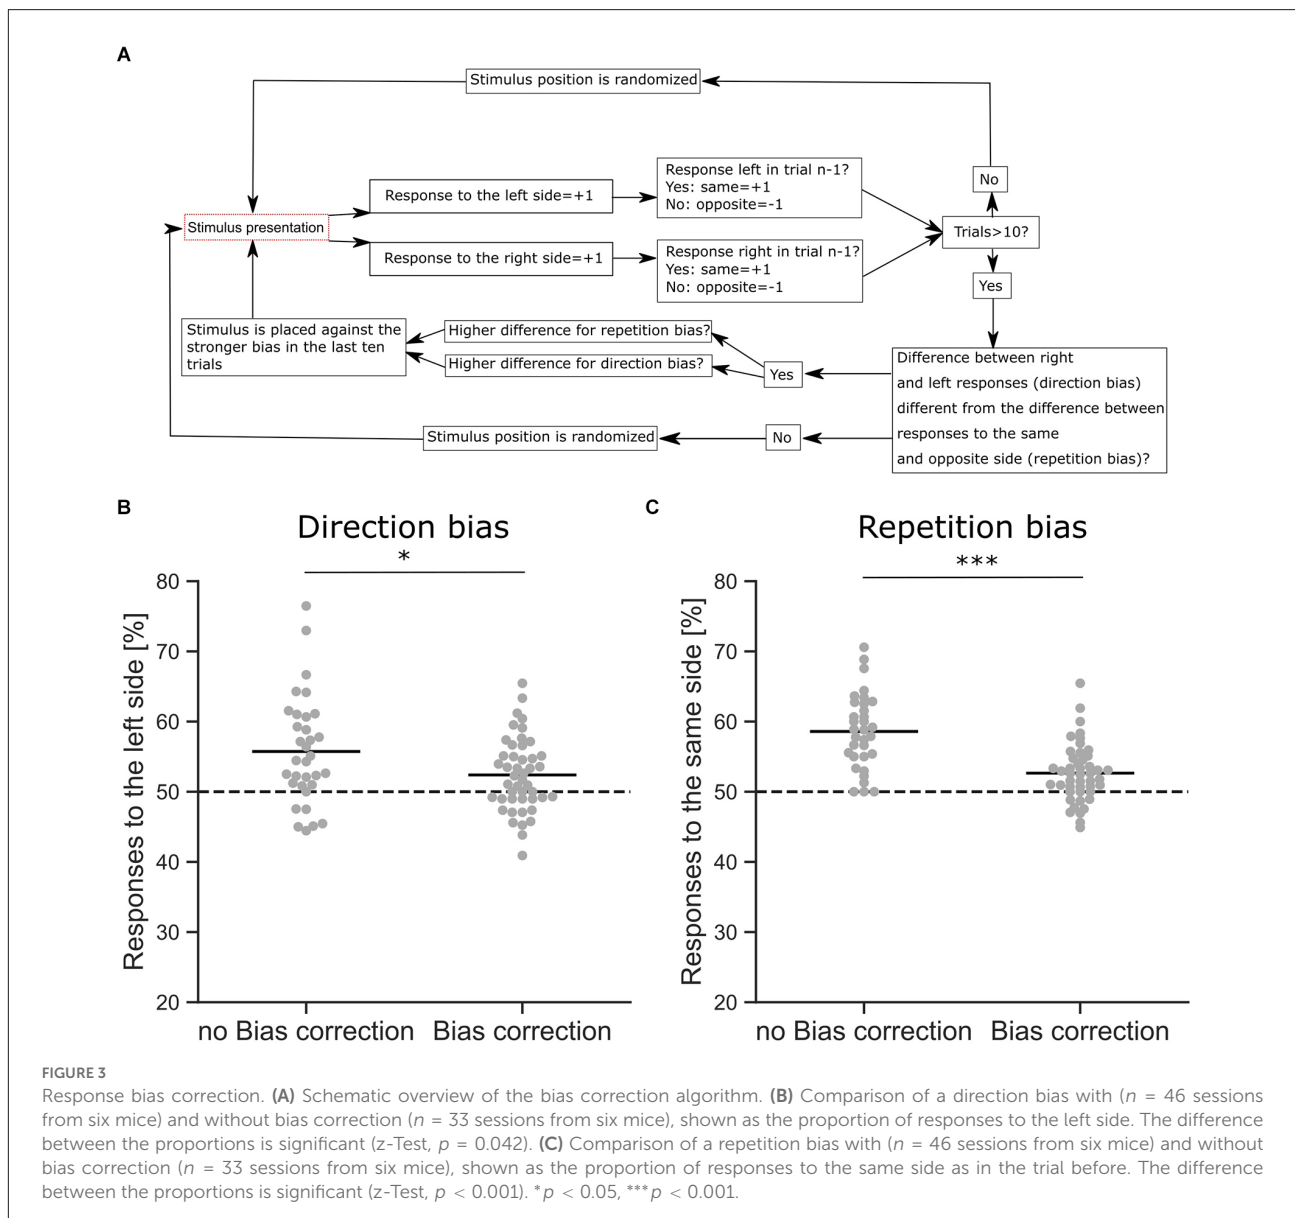 A
Stimulus position is randomized
Response left in trial n-1?
Yes: same=+1
No: opposite=-1
No
Response to the left side=+1
Stimulus presentation
Trials>10?
Response to the right side=+1
Response right in trial n-1?
Yes: same=+1
No: opposite=-1
Yes
Stimulus is placed against the
stronger bias in the last ten
trials
Higher difference for repetition bias?
Higher difference for direction bias?
Yes
Difference between right
and left responses (direction bias)
different from the difference between
responses to the same
and opposite side (repetition bias)?
Stimulus position is randomized
No
B
Direction bias
*
Responses to the left side [%]
80
70
60
50
40
30
20
no Bias correction
Bias correction
C
Repetition bias
***
Responses to the same side [%]
80
70
60
50
40
30
20
no Bias correction
Bias correction
FIGURE 3
Response bias correction. (A) Schematic overview of the bias correction algorithm. (B) Comparison of a direction bias with (n = 46 sessions
from six mice) and without bias correction (n = 33 sessions from six mice), shown as the proportion of responses to the left side. The difference
between the proportions is significant (z-Test, p = 0.042). (C) Comparison of a repetition bias with (n = 46 sessions from six mice) and without
bias correction (n = 33 sessions from six mice), shown as the proportion of responses to the same side as in the trial before. The difference
between the proportions is significant (z-Test, p < 0.001). *p < 0.05, ***p < 0.001.